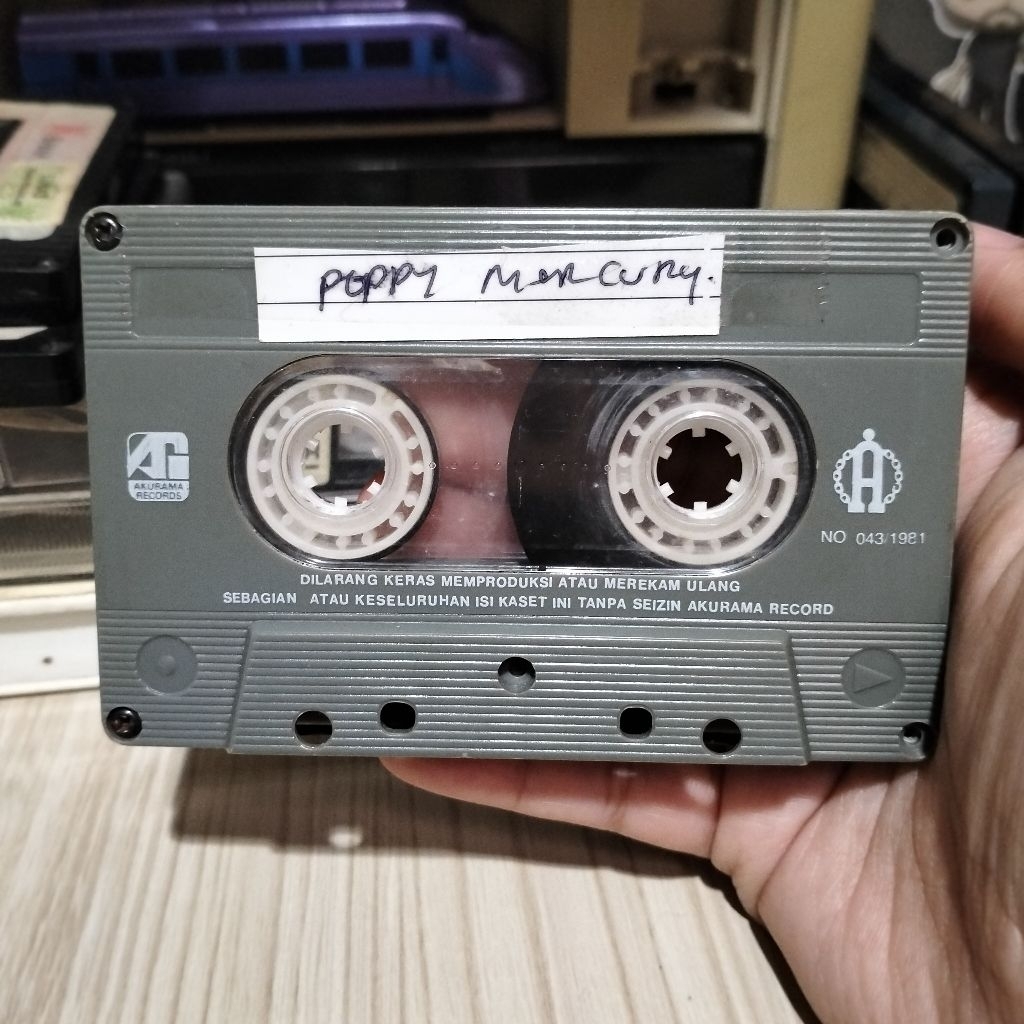 PEPPY MERCURY.
AKURAMA
RECORDS
NO 043/1981
DILARANG KERAS MEMPRODUKSI ATAU MEREKAM ULANG
SEBAGIAN ATAU KESELURUHAN ISI KASET INI TANPA SEIZIN AKURAMA RECORD